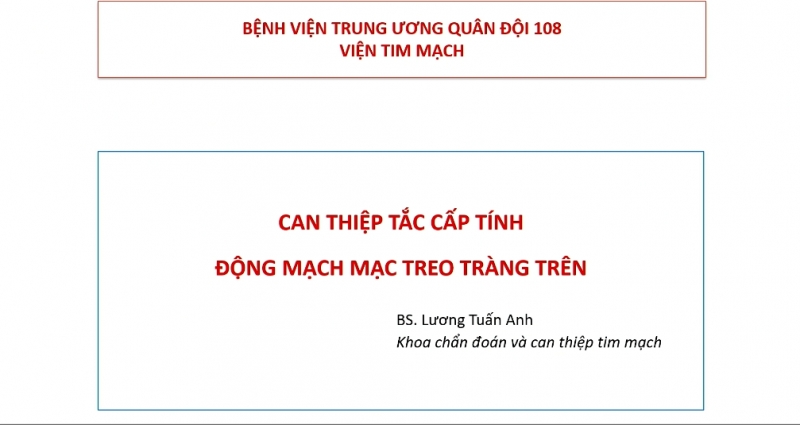 BỆNH VIỆN TRUNG ƯƠNG QUÂN ĐỘI 108
VIỆN TIM MẠCH
CAN THIỆP TẮC CẤP TÍNH
ĐỘNG MẠCH MẠC TREO TRÀNG TRÊN
BS. Lương Tuấn Anh
Khoa chẩn đoán và can thiệp tim mạch